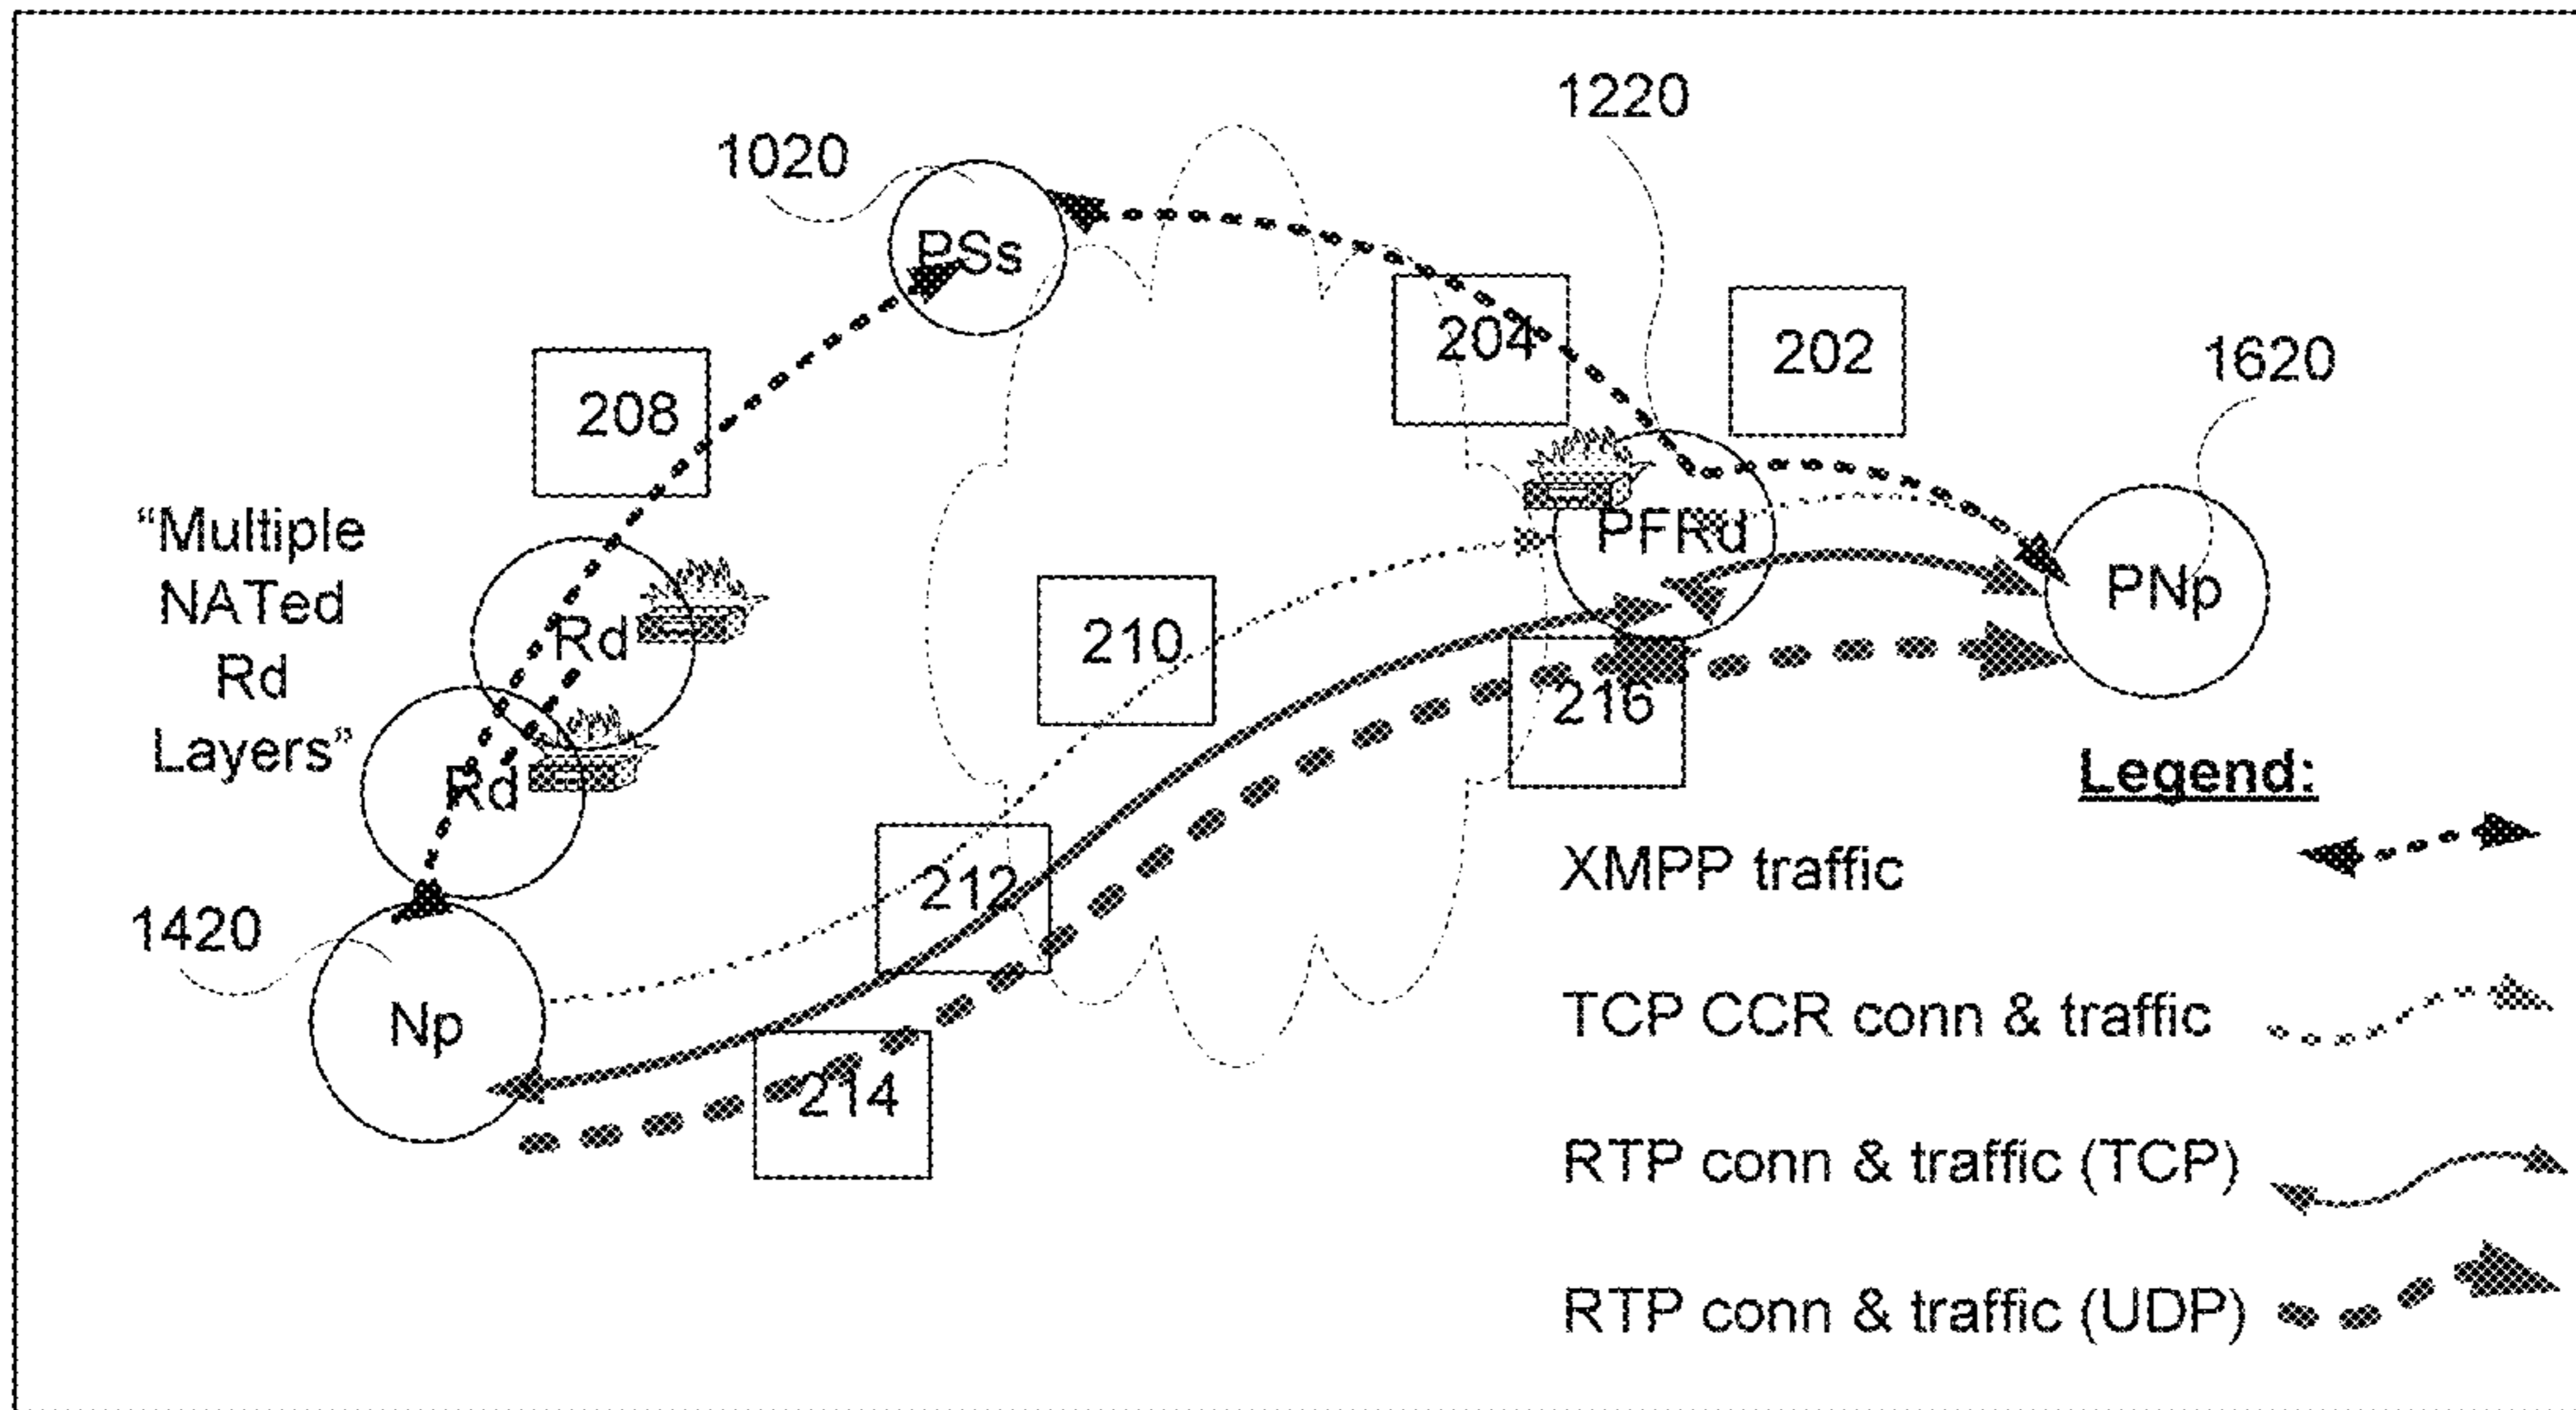 1220
1020
PSs
204
202
1620
208
"Multiple
NATed
Rd
Layers"
Rd
Rd
210
PFRd
PNp
216
212
1420
Np
214
Legend:
XMPP traffic
TCP CCR conn & traffic
RTP conn & traffic (TCP)
RTP conn & traffic (UDP)